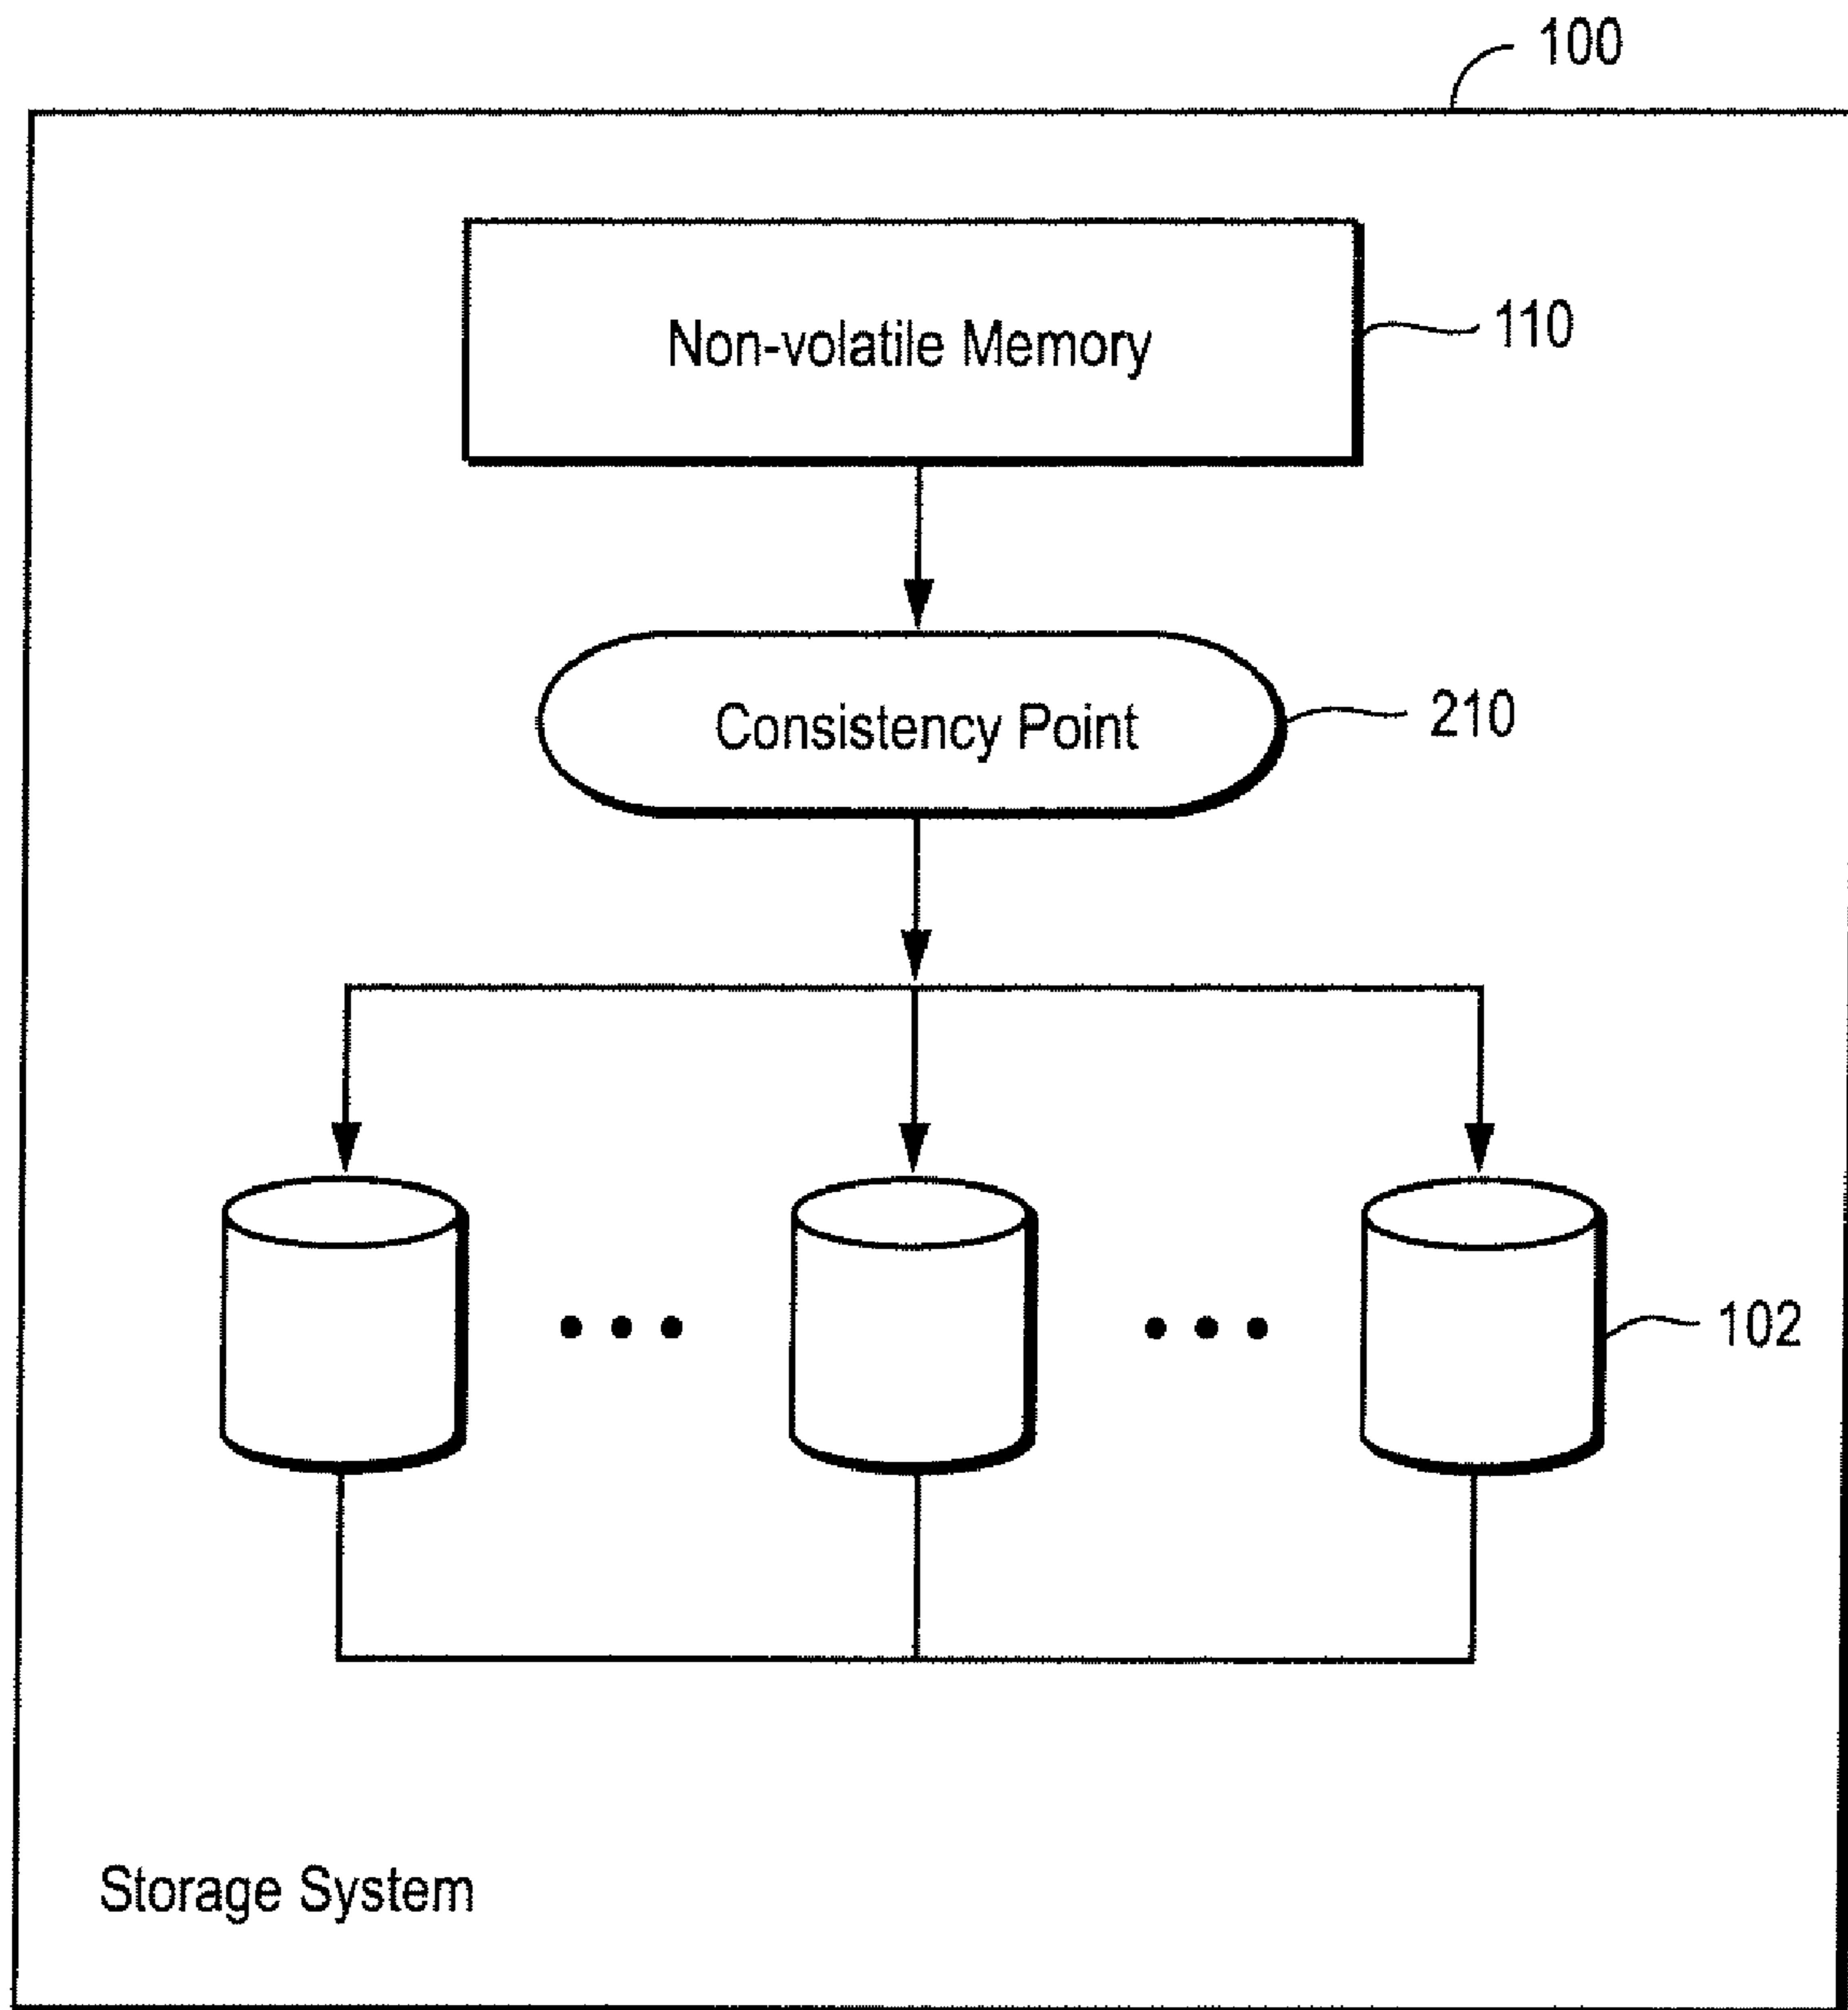 100
Non-volatile Memory
110
Consistency Point
210
102
Storage System